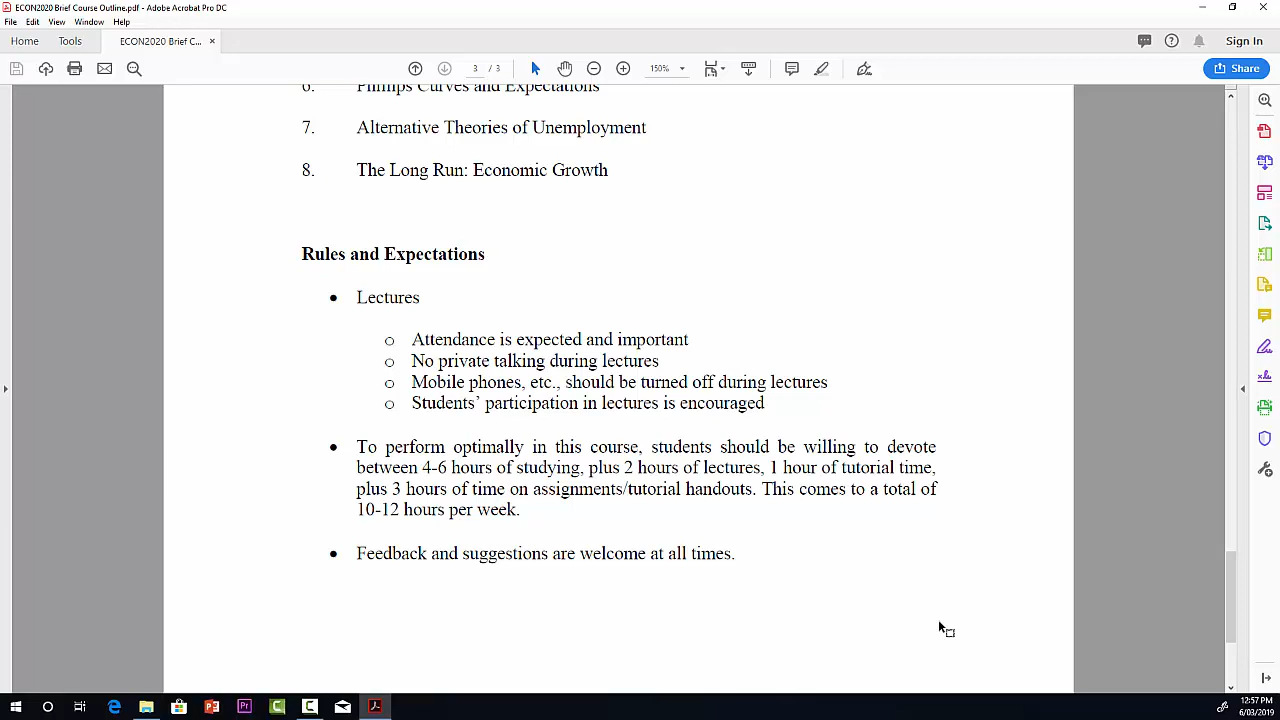 ECON2020 Brief Course Outline.pdf - Adobe Acrobat Pro DC
File Edit View Window Help
Home Tools ECON2020 Brief C... × Sign In
3 / 3 150% Share
6. Phillips Curves and Expectations
7. Alternative Theories of Unemployment
8. The Long Run: Economic Growth
Rules and Expectations
• Lectures
o Attendance is expected and important
o No private talking during lectures
o Mobile phones, etc., should be turned off during lectures
o Students’ participation in lectures is encouraged
• To perform optimally in this course, students should be willing to devote
between 4-6 hours of studying, plus 2 hours of lectures, 1 hour of tutorial time,
plus 3 hours of time on assignments/tutorial handouts. This comes to a total of
10-12 hours per week.
• Feedback and suggestions are welcome at all times.
12:57 PM
6/03/2019